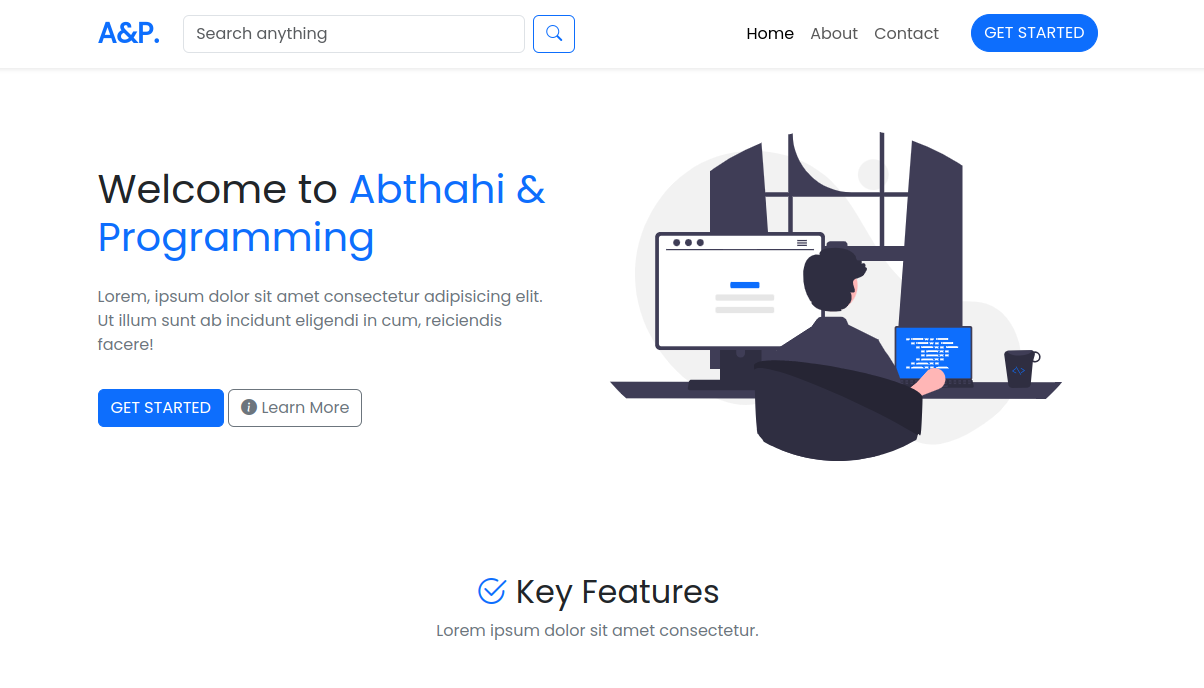 A&P.
Search anything
Home
About
Contact
GET STARTED
Welcome to Abthahi &
Programming
Lorem, ipsum dolor sit amet consectetur adipisicing elit.
Ut illum sunt ab incidunt eligendi in cum, reiciendis
facere!
GET STARTED
Learn More
Key Features
Lorem ipsum dolor sit amet consectetur.